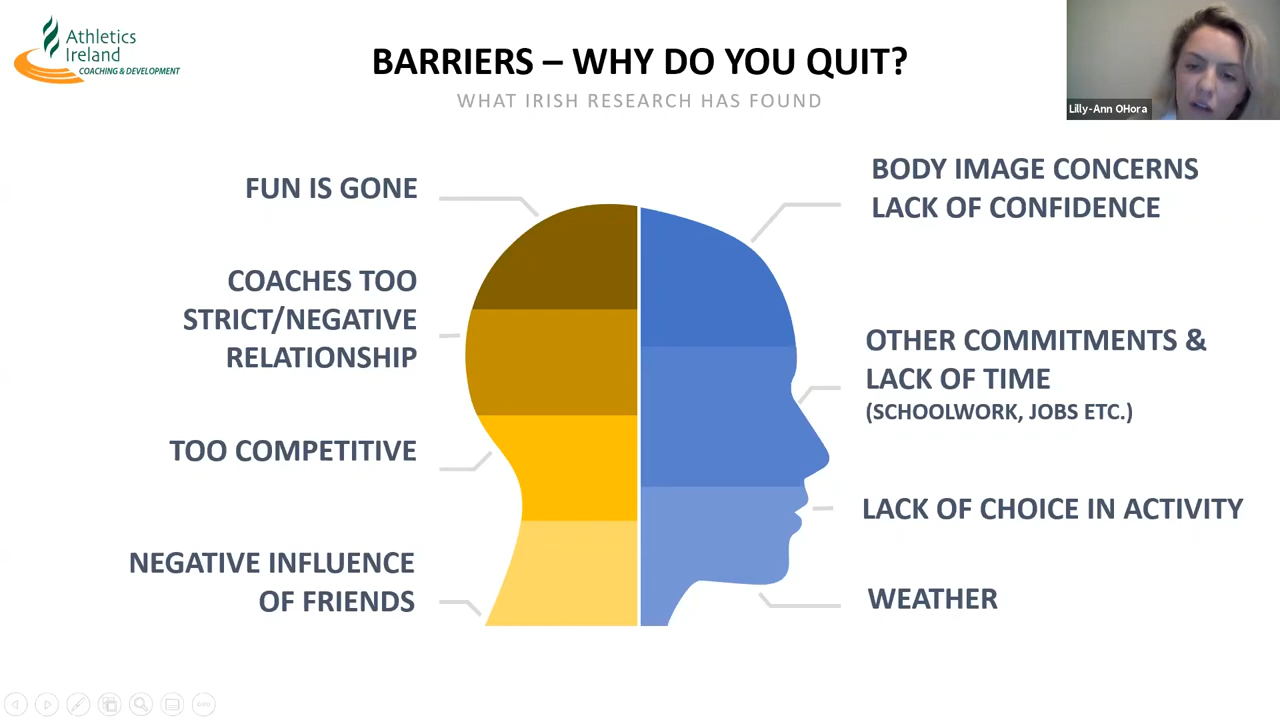 Athletics
Ireland
COACHING & DEVELOPMENT
BARRIERS – WHY DO YOU QUIT?
WHAT IRISH RESEARCH HAS FOUND
Lilly-Ann OHora
FUN IS GONE
COACHES TOO
STRICT/NEGATIVE
RELATIONSHIP
TOO COMPETITIVE
NEGATIVE INFLUENCE
OF FRIENDS
BODY IMAGE CONCERNS
LACK OF CONFIDENCE
OTHER COMMITMENTS &
LACK OF TIME
(SCHOOLWORK, JOBS ETC.)
LACK OF CHOICE IN ACTIVITY
WEATHER